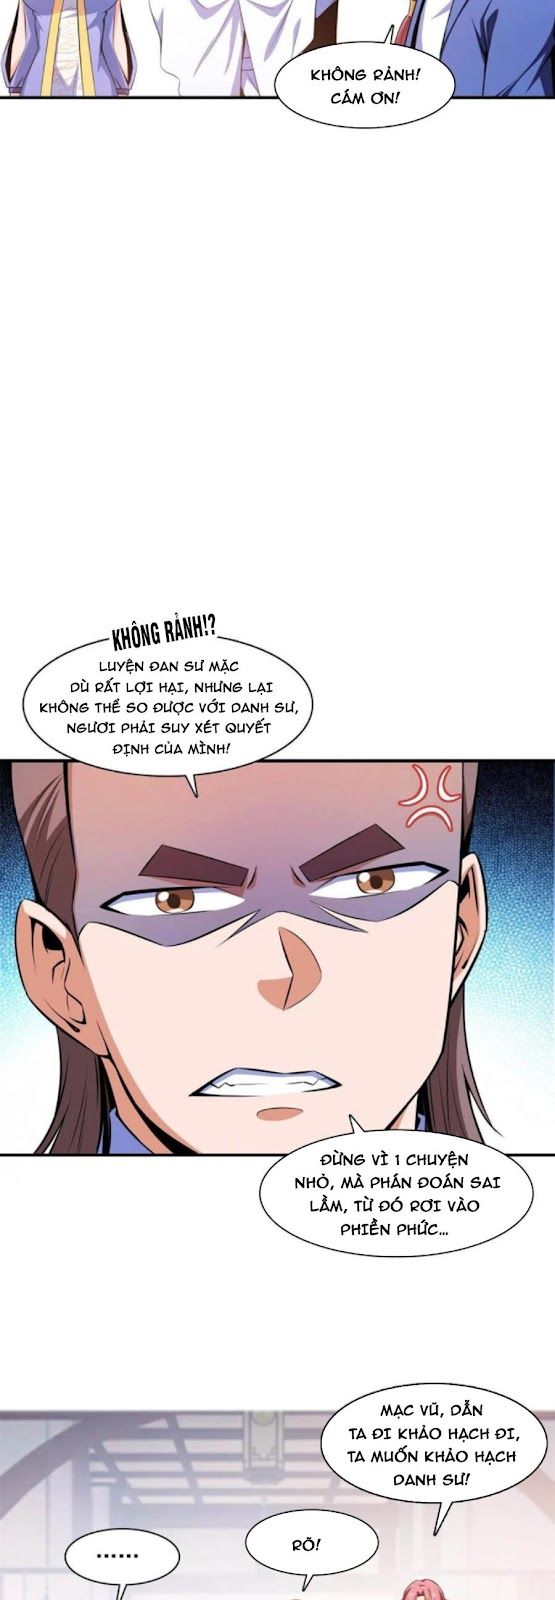 KHÔNG RẢNH!
CÁM ƠN!
KHÔNG RẢNH!?
LUYỆN ĐAN SƯ MẶC
DÙ RẤT LỢI HẠI, NHƯNG LẠI
KHÔNG THỂ SO ĐƯỢC VỚI DANH SƯ,
NGƯƠI PHẢI SUY XÉT QUYẾT
ĐỊNH CỦA MÌNH!
ĐỪNG VÌ 1 CHUYỆN
NHỎ, MÀ PHÁN ĐOÁN SAI
LẦM, TỪ ĐÓ RƠI VÀO
PHIỀN PHỨC...
MẠC VŨ, DẪN
TA ĐI KHẢO HẠCH ĐI,
TA MUỐN KHẢO HẠCH
DANH SƯ!
RÕ!
......